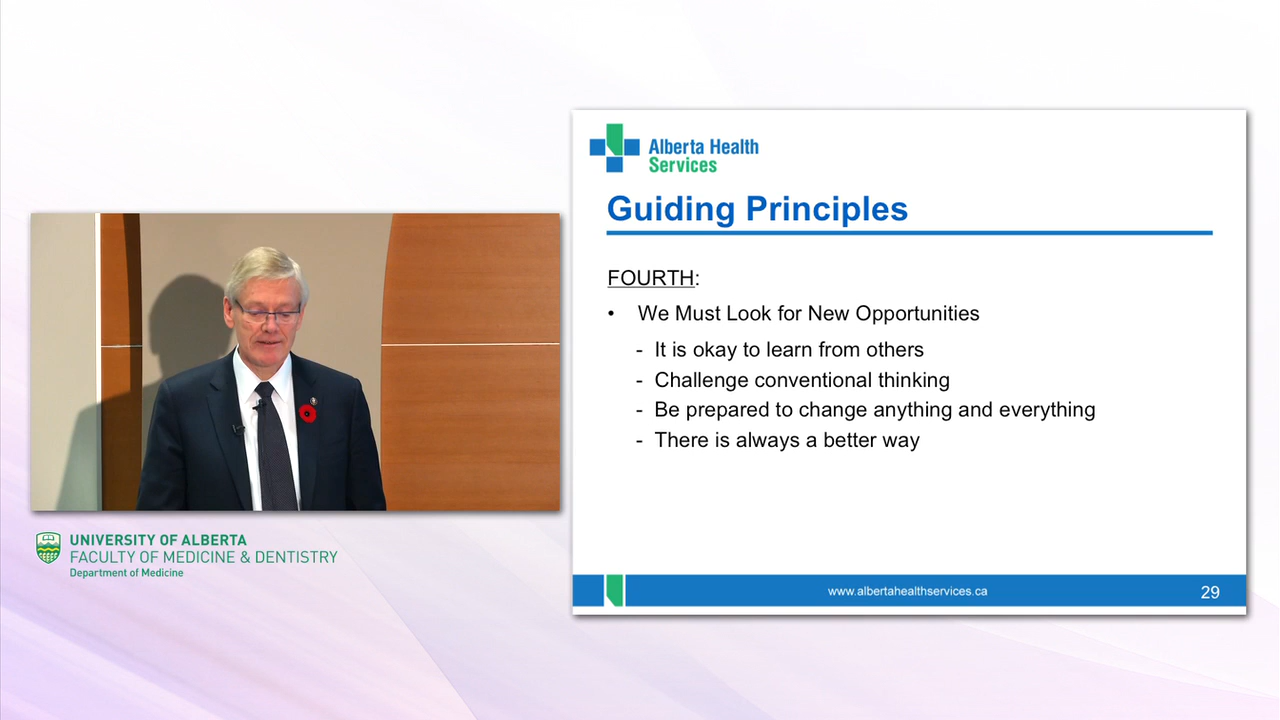 Alberta Health
Services
Guiding Principles
FOURTH:
• We Must Look for New Opportunities
- It is okay to learn from others
- Challenge conventional thinking
- Be prepared to change anything and everything
- There is always a better way
www.albertahealthservices.ca
29
UNIVERSITY OF ALBERTA
FACULTY OF MEDICINE & DENTISTRY
Department of Medicine